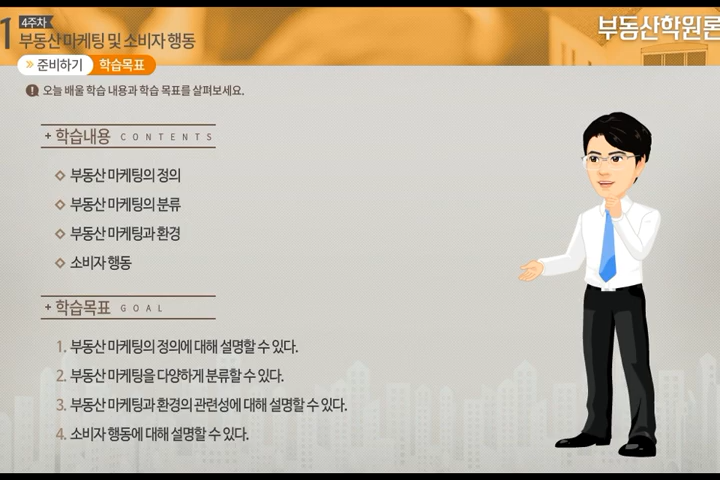 4주차
1 부동산 마케팅 및 소비자 행동
부동산학원론
» 준비하기 학습목표
! 오늘 배울 학습 내용과 학습 목표를 살펴보세요.
+ 학습내용 CONTENTS
◇ 부동산 마케팅의 정의
◇ 부동산 마케팅의 분류
◇ 부동산 마케팅과 환경
◇ 소비자 행동
+ 학습목표 GOAL
1. 부동산 마케팅의 정의에 대해 설명할 수 있다.
2. 부동산 마케팅을 다양하게 분류할 수 있다.
3. 부동산 마케팅과 환경의 관련성에 대해 설명할 수 있다.
4. 소비자 행동에 대해 설명할 수 있다.